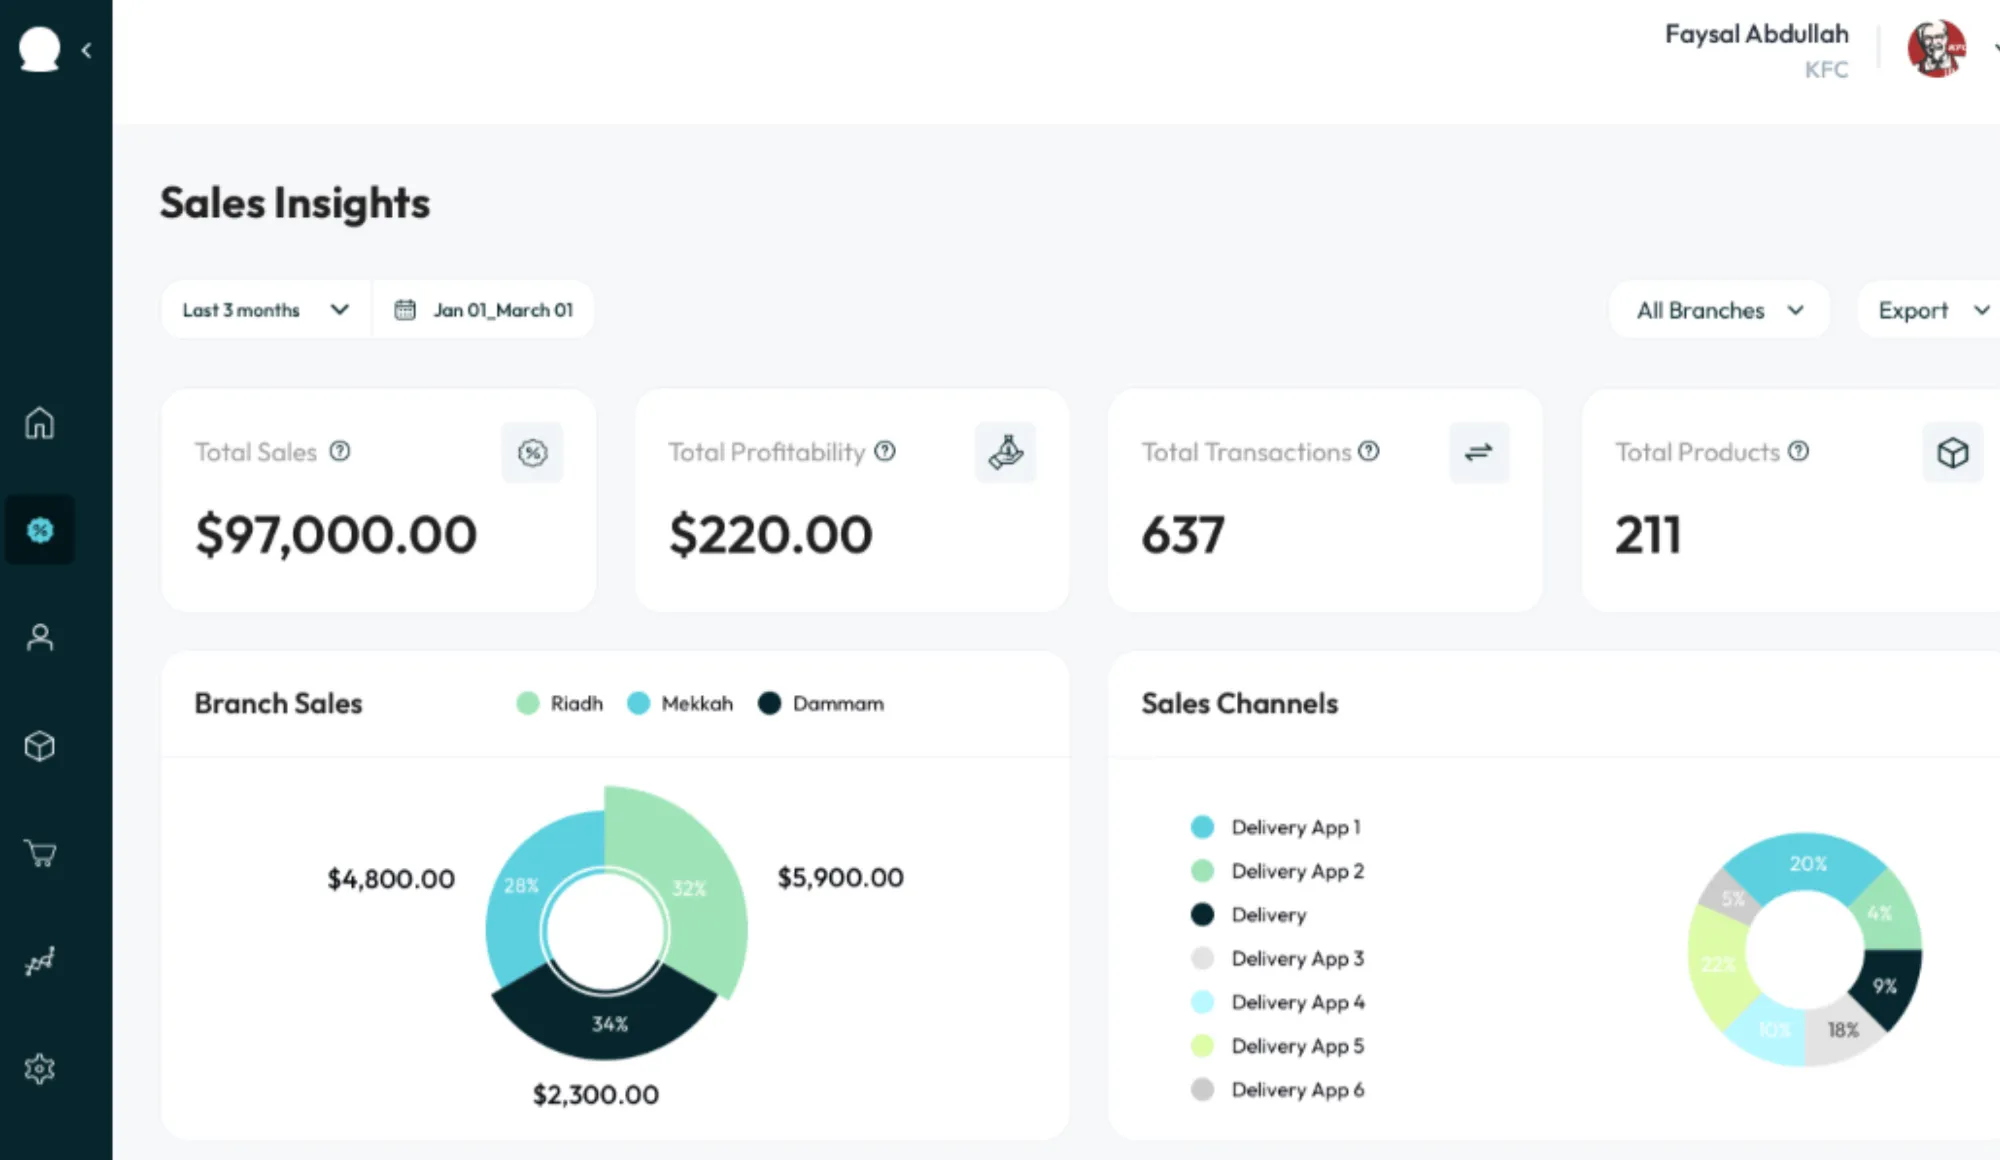 Faysal Abdullah
KFC
Sales Insights
Last 3 months
Jan 01_March 01
All Branches
Export
Total Sales
$97,000.00
Total Profitability
$220.00
Total Transactions
637
Total Products
211
Branch Sales
Riadh
Mekkah
Dammam
$4,800.00
28%
32%
$5,900.00
34%
$2,300.00
Sales Channels
Delivery App 1
Delivery App 2
Delivery
Delivery App 3
Delivery App 4
Delivery App 5
Delivery App 6
20%
5%
4%
22%
9%
10%
18%